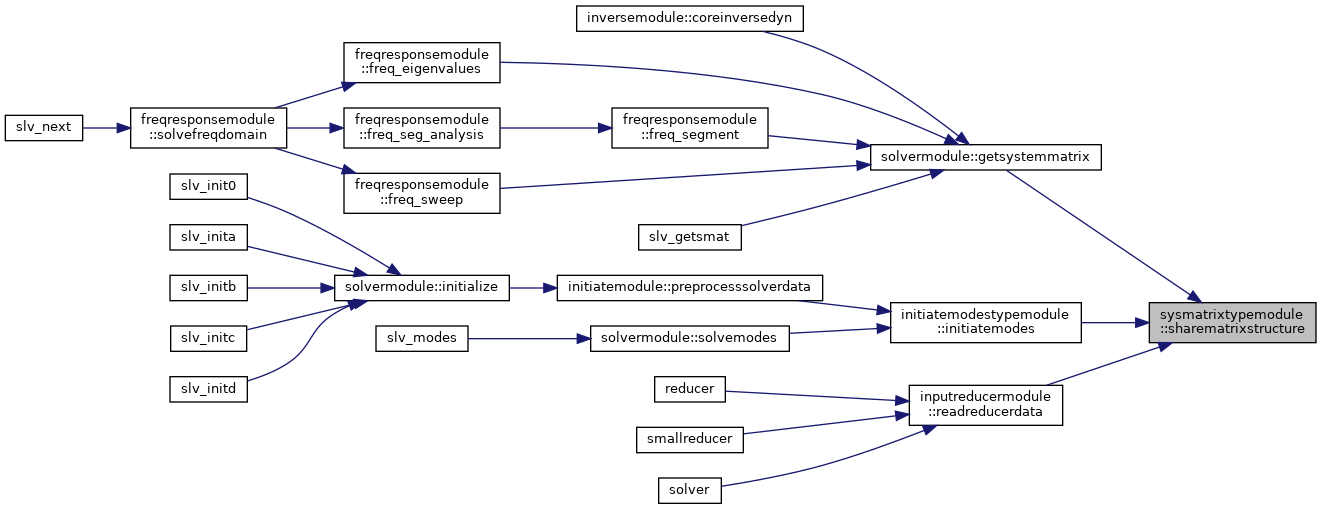 inversemodule::coreinversedyn
freqresponsemodule
::freq_eigenvalues
slv_next
freqresponsemodule
::solvefreqdomain
freqresponsemodule
::freq_seg_analysis
freqresponsemodule
::freq_segment
solvermodule::getsystemmatrix
freqresponsemodule
::freq_sweep
slv_init0
slv_getsmat
slv_inita
slv_initb
solvermodule::initialize
initiatemodule::preprocesssolverdata
initiatemodestypemodule
::initiatemodes
sysmatrixtypemodule
::sharematrixstructure
slv_initc
slv_modes
solvermodule::solvemodes
slv_initd
reducer
inputreducermodule
::readreducerdata
smallreducer
solver